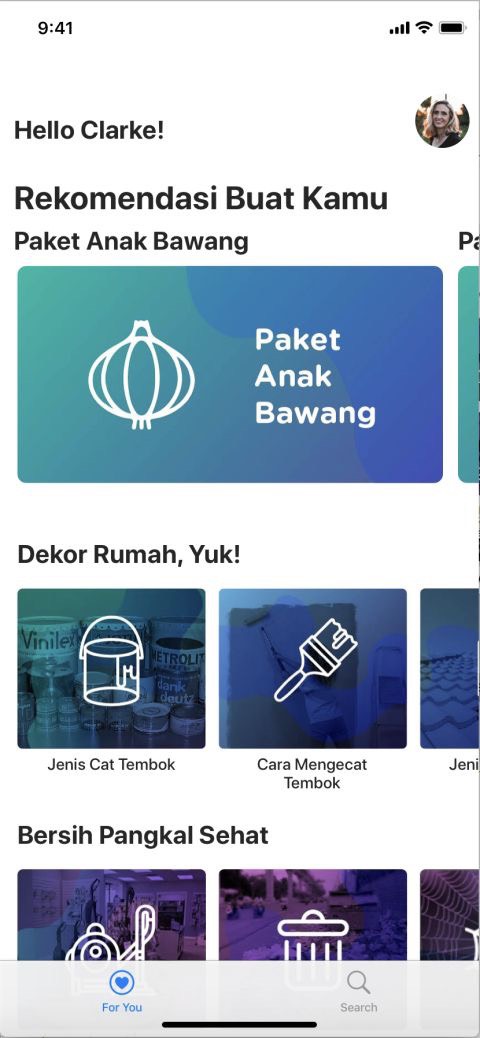 9:41
Hello Clarke!
Rekomendasi Buat Kamu
Paket Anak Bawang
Pa
Paket
Anak
Bawang
Dekor Rumah, Yuk!
Vinilex
METROLIT
dank
deutz
Jenis Cat Tembok
Cara Mengecat
Tembok
Jeni
Bersih Pangkal Sehat
For You
Search